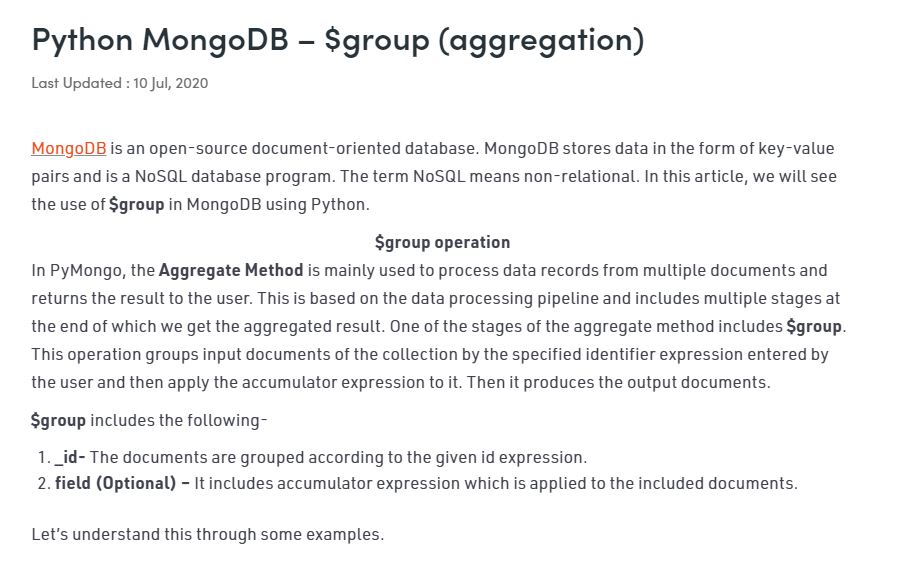 Python MongoDB – $group (aggregation)
Last Updated : 10 Jul, 2020
MongoDB is an open-source document-oriented database. MongoDB stores data in the form of key-value
pairs and is a NoSQL database program. The term NoSQL means non-relational. In this article, we will see
the use of $group in MongoDB using Python.
$group operation
In PyMongo, the Aggregate Method is mainly used to process data records from multiple documents and
returns the result to the user. This is based on the data processing pipeline and includes multiple stages at
the end of which we get the aggregated result. One of the stages of the aggregate method includes $group.
This operation groups input documents of the collection by the specified identifier expression entered by
the user and then apply the accumulator expression to it. Then it produces the output documents.
$group includes the following-
1. _id- The documents are grouped according to the given id expression.
2. field (Optional) – It includes accumulator expression which is applied to the included documents.
Let’s understand this through some examples.